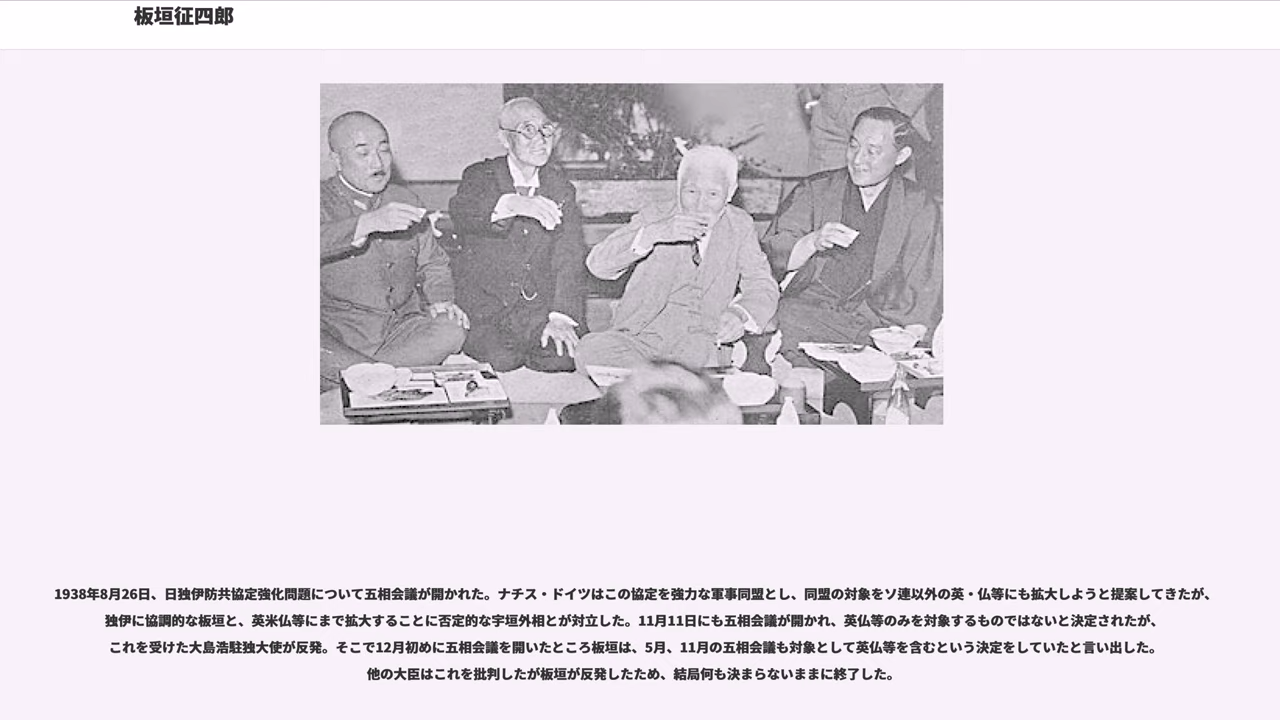 板垣征四郎
1938年8月26日、日独伊防共協定強化問題について五相会議が開かれた。ナチス・ドイツはこの協定を強力な軍事同盟とし、同盟の対象をソ連以外の英・仏等にも拡大しようと提案してきたが、
独伊に協調的な板垣と、英米仏等にまで拡大することに否定的な宇垣外相とが対立した。11月11日にも五相会議が開かれ、英仏等のみを対象するものではないと決定されたが、
これを受けた大島浩駐独大使が反発。そこで12月初めに五相会議を開いたところ板垣は、5月、11月の五相会議も対象として英仏等を含むという決定をしていたと言い出した。
他の大臣はこれを批判したが板垣が反発したため、結局何も決まらないままに終了した。